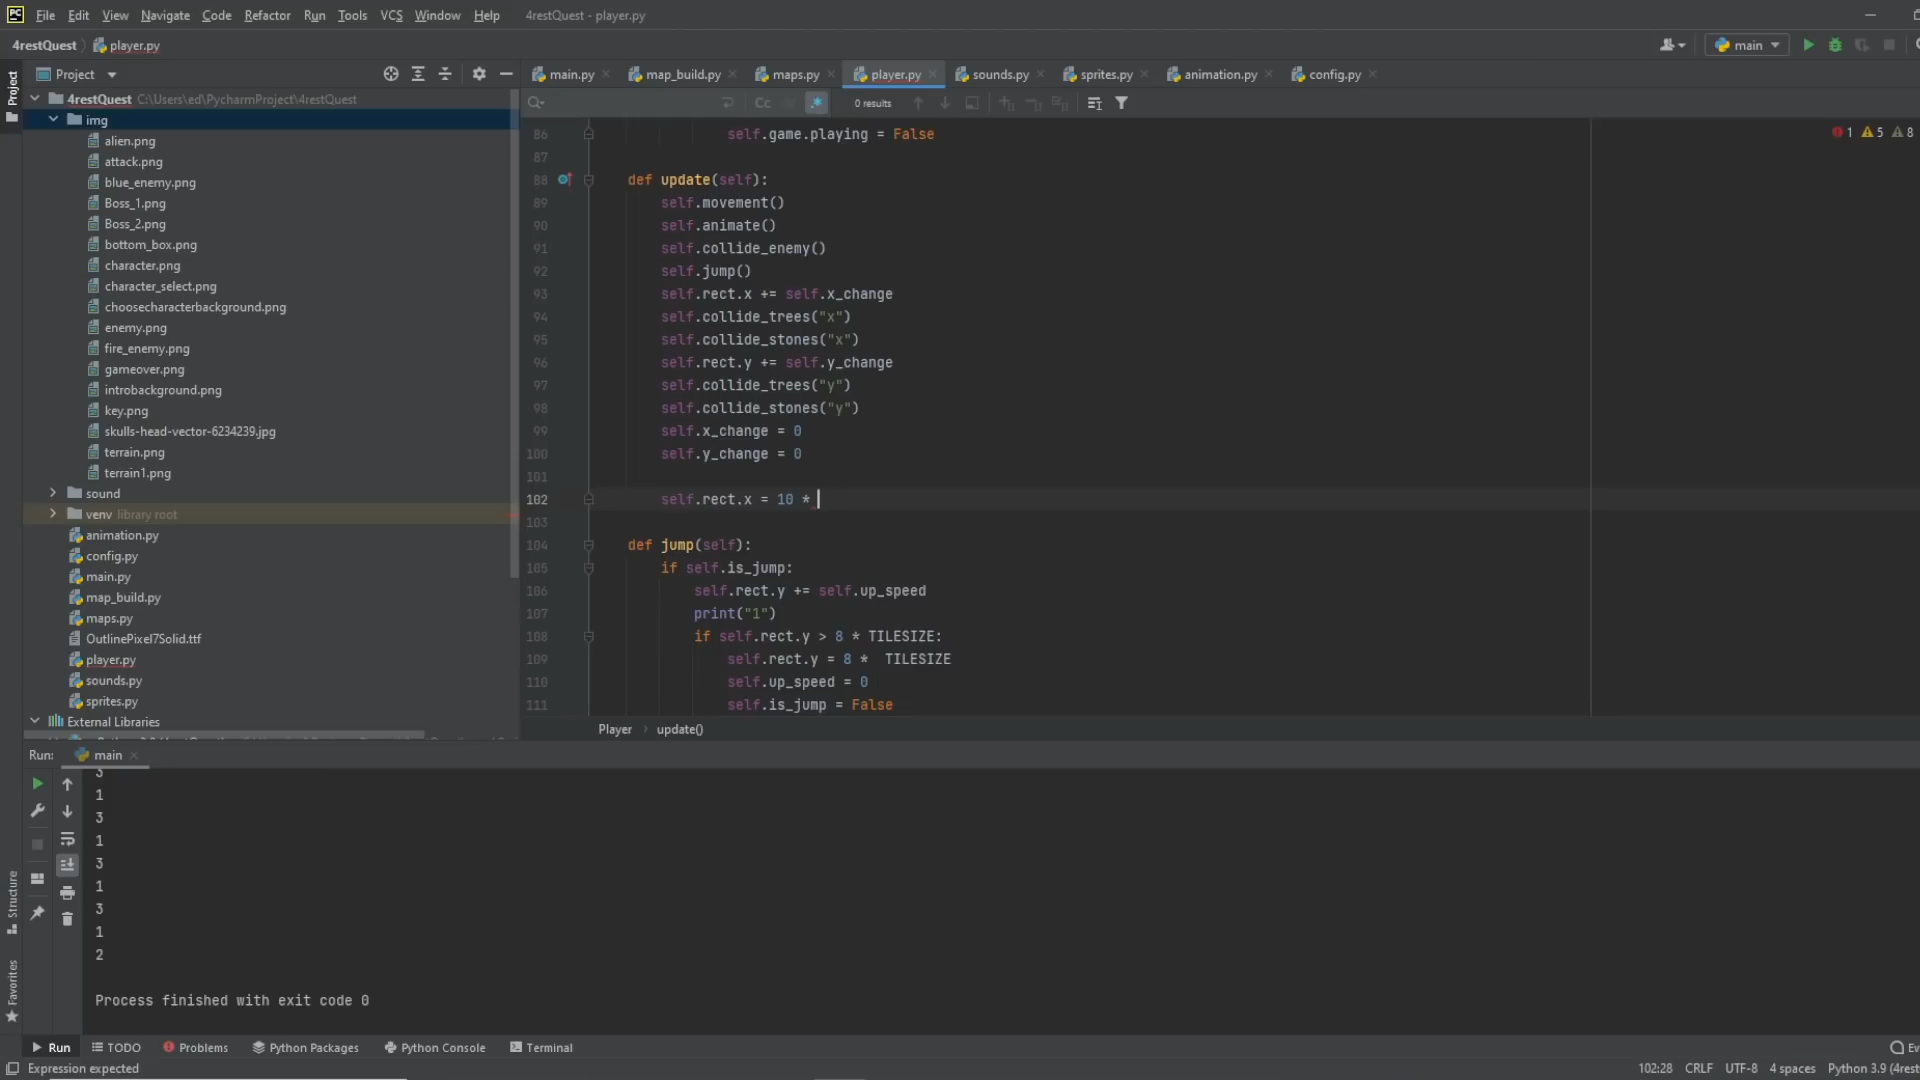 PC File Edit View Navigate Code Refactor Run Tools VCS Window Help 4restQuest - player.py
4restQuest player.py main
Project
Project
main.py map_build.py maps.py player.py sounds.py sprites.py animation.py config.py
4restQuest C:\Users\ed\PycharmProject\4restQuest
Cc .* 0 results
img
alien.png
attack.png
blue_enemy.png
Boss_1.png
Boss_2.png
bottom_box.png
character.png
character_select.png
choosecharacterbackground.png
enemy.png
fire_enemy.png
gameover.png
introbackground.png
key.png
skulls-head-vector-6234239.jpg
terrain.png
terrain1.png
sound
venv library root
animation.py
config.py
main.py
map_build.py
maps.py
OutlinePixel7Solid.ttf
player.py
sounds.py
sprites.py
External Libraries
1 5 8
86 self.game.playing = False
87
88 def update(self):
89 self.movement()
90 self.animate()
91 self.collide_enemy()
92 self.jump()
93 self.rect.x += self.x_change
94 self.collide_trees("x")
95 self.collide_stones("x")
96 self.rect.y += self.y_change
97 self.collide_trees("y")
98 self.collide_stones("y")
99 self.x_change = 0
100 self.y_change = 0
101
102 self.rect.x = 10 *
103
104 def jump(self):
105 if self.is_jump:
106 self.rect.y += self.up_speed
107 print("1")
108 if self.rect.y > 8 * TILESIZE:
109 self.rect.y = 8 *  TILESIZE
110 self.up_speed = 0
111 self.is_jump = False
Player update()
Run: main
3
1
3
1
3
1
3
1
2
Process finished with exit code 0
Structure
Favorites
Run TODO Problems Python Packages Python Console Terminal Ev
Expression expected 102:28 CRLF UTF-8 4 spaces Python 3.9 (4rest